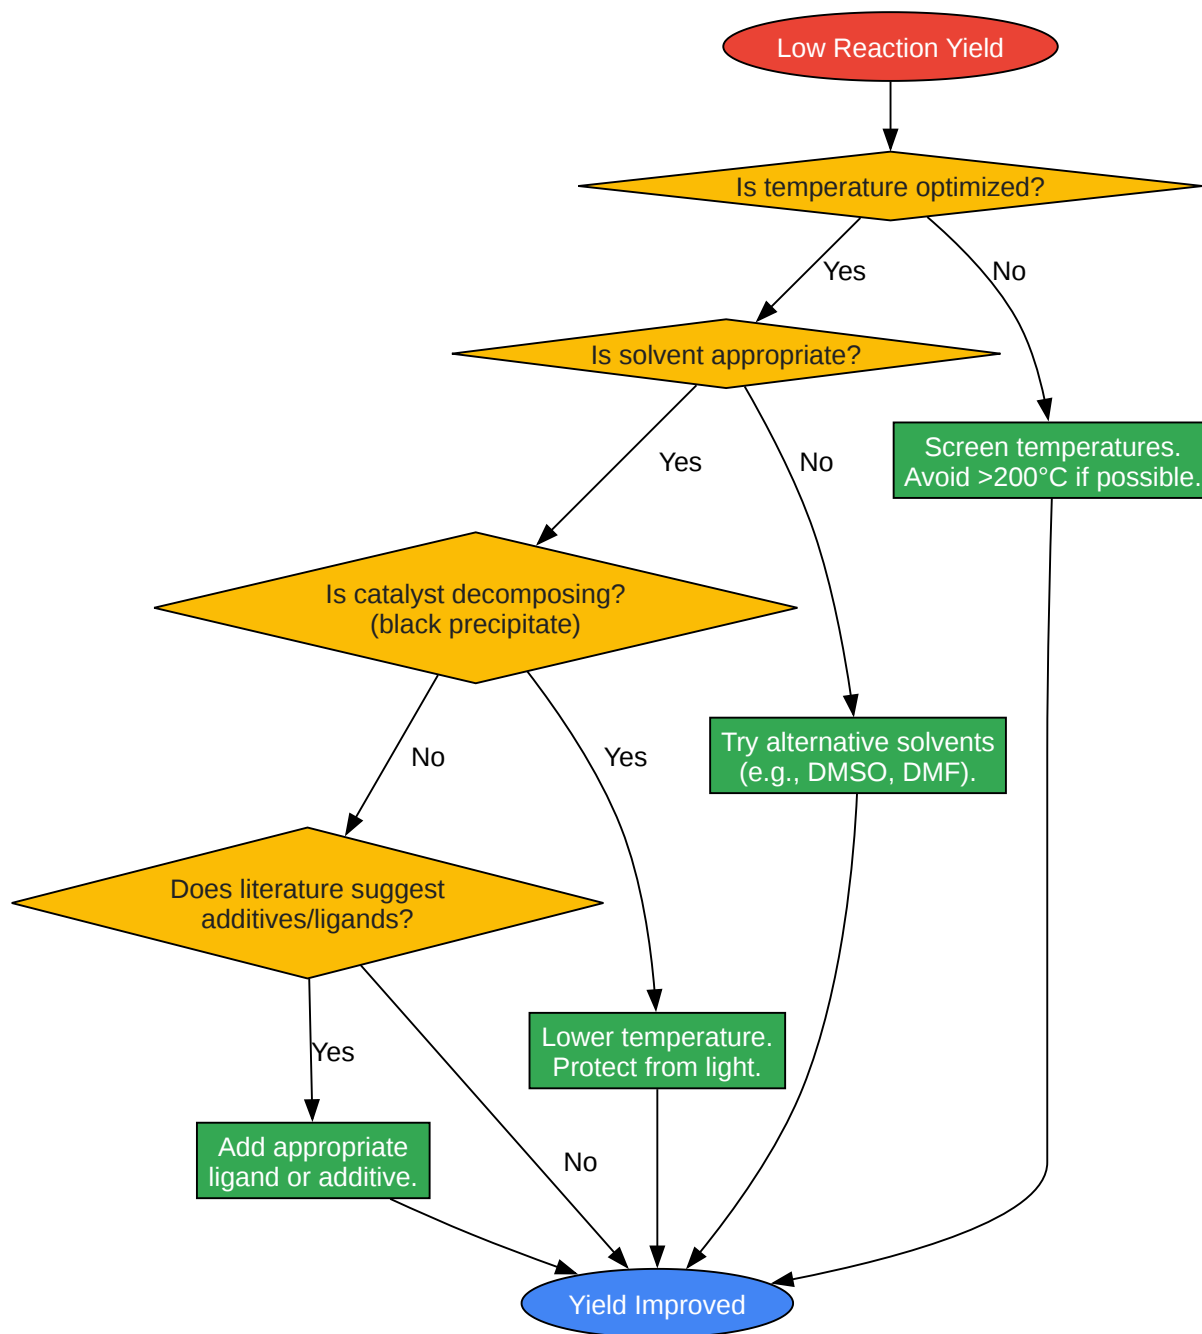 Low Reaction Yield
Is temperature optimized?
Yes
No
Is solvent appropriate?
Screen temperatures.
Avoid >200°C if possible.
Yes
No
Is catalyst decomposing?
(black precipitate)
Try alternative solvents
(e.g., DMSO, DMF).
No
Yes
Does literature suggest
additives/ligands?
Lower temperature.
Protect from light.
Yes
Add appropriate
ligand or additive.
No
Yield Improved